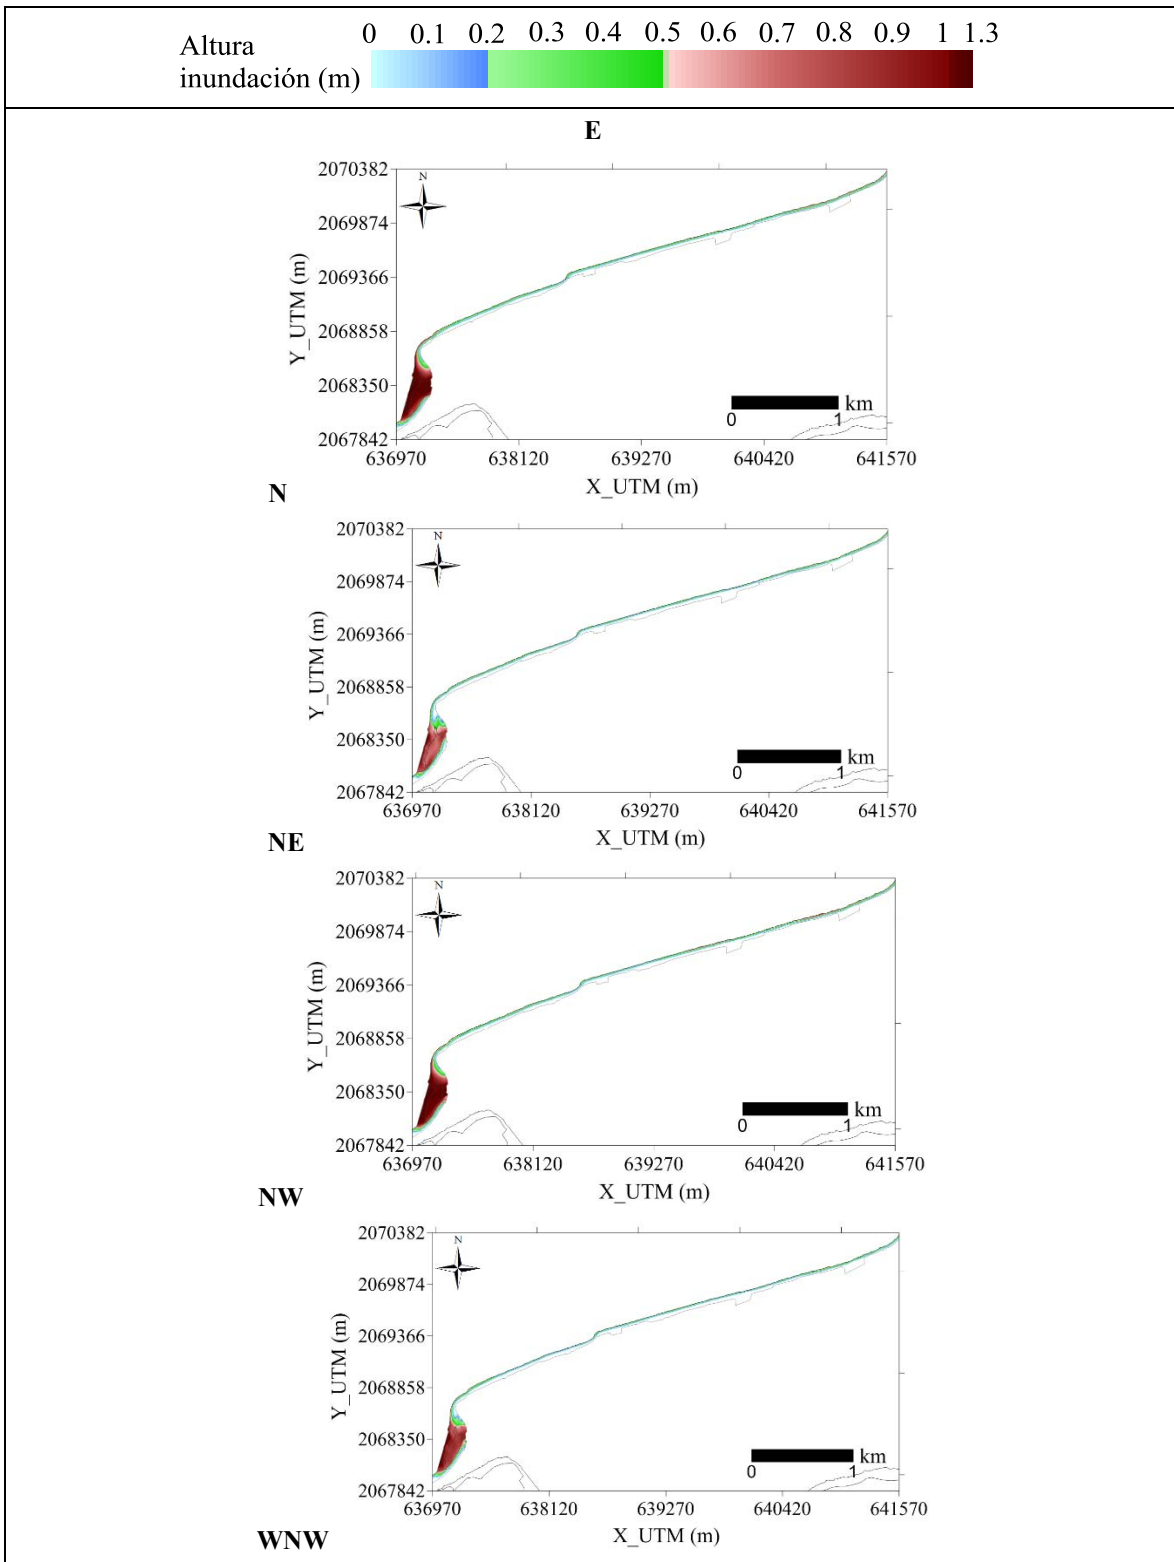 0 0.1 0.2 0.3 0.4 0.5 0.6 0.7 0.8 0.9 1 1.3
Altura
inundación (m)
E
2070382
2069874
2069366
2068858
2068350
2067842
Y_UTM (m)
N
km
0 1
636970 638120 639270 640420 641570
X_UTM (m)
N
2070382
2069874
2069366
2068858
2068350
2067842
Y_UTM (m)
N
km
0 1
636970 638120 639270 640420 641570
X_UTM (m)
NE
2070382
2069874
2069366
2068858
2068350
2067842
Y_UTM (m)
N
km
0 1
636970 638120 639270 640420 641570
X_UTM (m)
NW
2070382
2069874
2069366
2068858
2068350
2067842
Y_UTM (m)
N
km
0 1
636970 638120 639270 640420 641570
X_UTM (m)
WNW